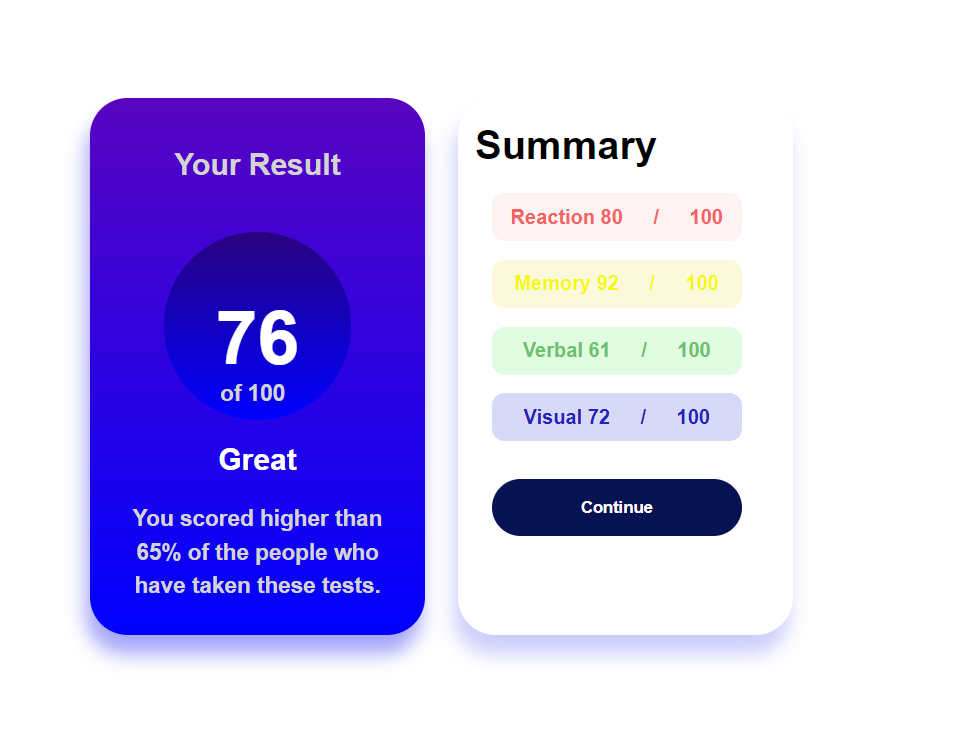 Your Result
76
of 100
Great
You scored higher than
65% of the people who
have taken these tests.
Summary
Reaction 80 / 100
Memory 92 / 100
Verbal 61 / 100
Visual 72 / 100
Continue